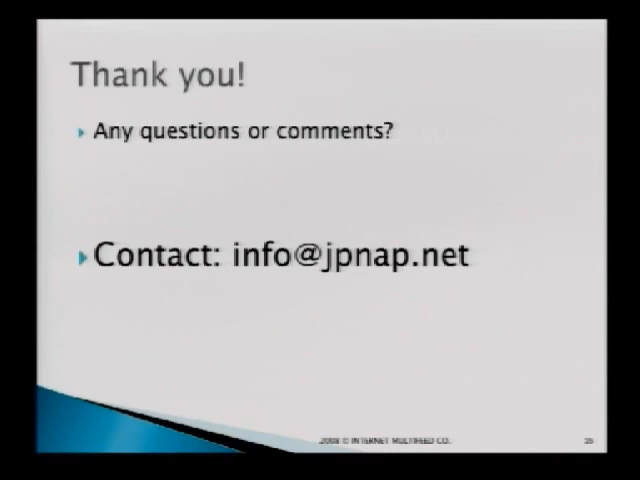 Thank you!
Any questions or comments?
Contact: info@jpnap.net
2008 © INTERNET MULTIFEED CO.